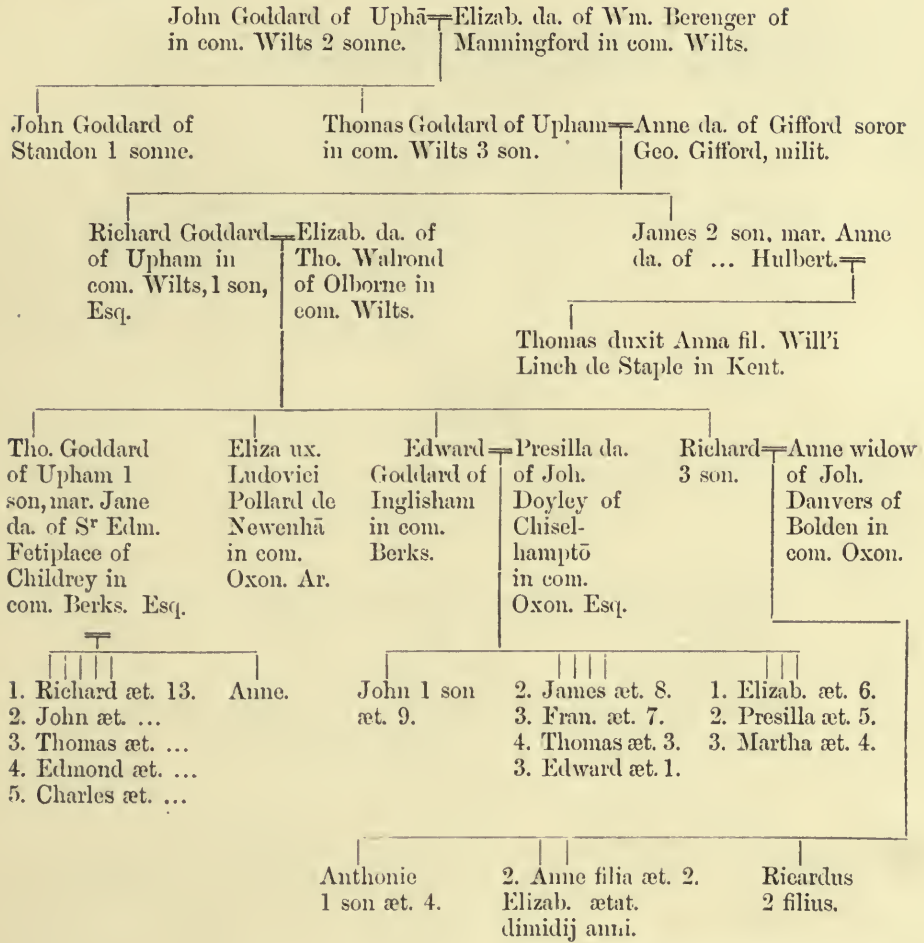 John Goddard of Uphā
in com. Wilts 2 sonne.
Elizab. da. of Wm. Berenger of
Manningford in com. Wilts.
John Goddard of
Standon 1 sonne.
Thomas Goddard of Upham
in com. Wilts 3 son.
Anne da. of Gifford soror
Geo. Gifford, milit.
Richard Goddard
of Upham in
com. Wilts, 1 son,
Esq.
Elizab. da. of
Tho. Walrond
of Olborne in
com. Wilts.
James 2 son, mar. Anne
da. of ... Hulbert.
Thomas duxit Anna fil. Will'i
Linch de Staple in Kent.
Tho. Goddard
of Upham 1
son, mar. Jane
da. of Sʳ Edm.
Fetiplace of
Childrey in
com. Berks. Esq.
Eliza ux.
Ludovici
Pollard de
Newenhā
in com.
Oxon. Ar.
Edward
Goddard of
Inglisham
in com.
Berks.
Presilla da.
of Joh.
Doyley of
Chisel-
hamptō
in com.
Oxon. Esq.
Richard
3 son.
Anne widow
of Joh.
Danvers of
Bolden in
com. Oxon.
1. Richard æt. 13.
2. John æt. ...
3. Thomas æt. ...
4. Edmond æt. ...
5. Charles æt. ...
Anne.
John 1 son
æt. 9.
2. James æt. 8.
3. Fran. æt. 7.
4. Thomas æt. 3.
3. Edward æt. 1.
1. Elizab. æt. 6.
2. Presilla æt. 5.
3. Martha æt. 4.
Anthonie
1 son æt. 4.
2. Anne filia æt. 2.
Elizab. ætat.
dimidij anni.
Ricardus
2 filius.